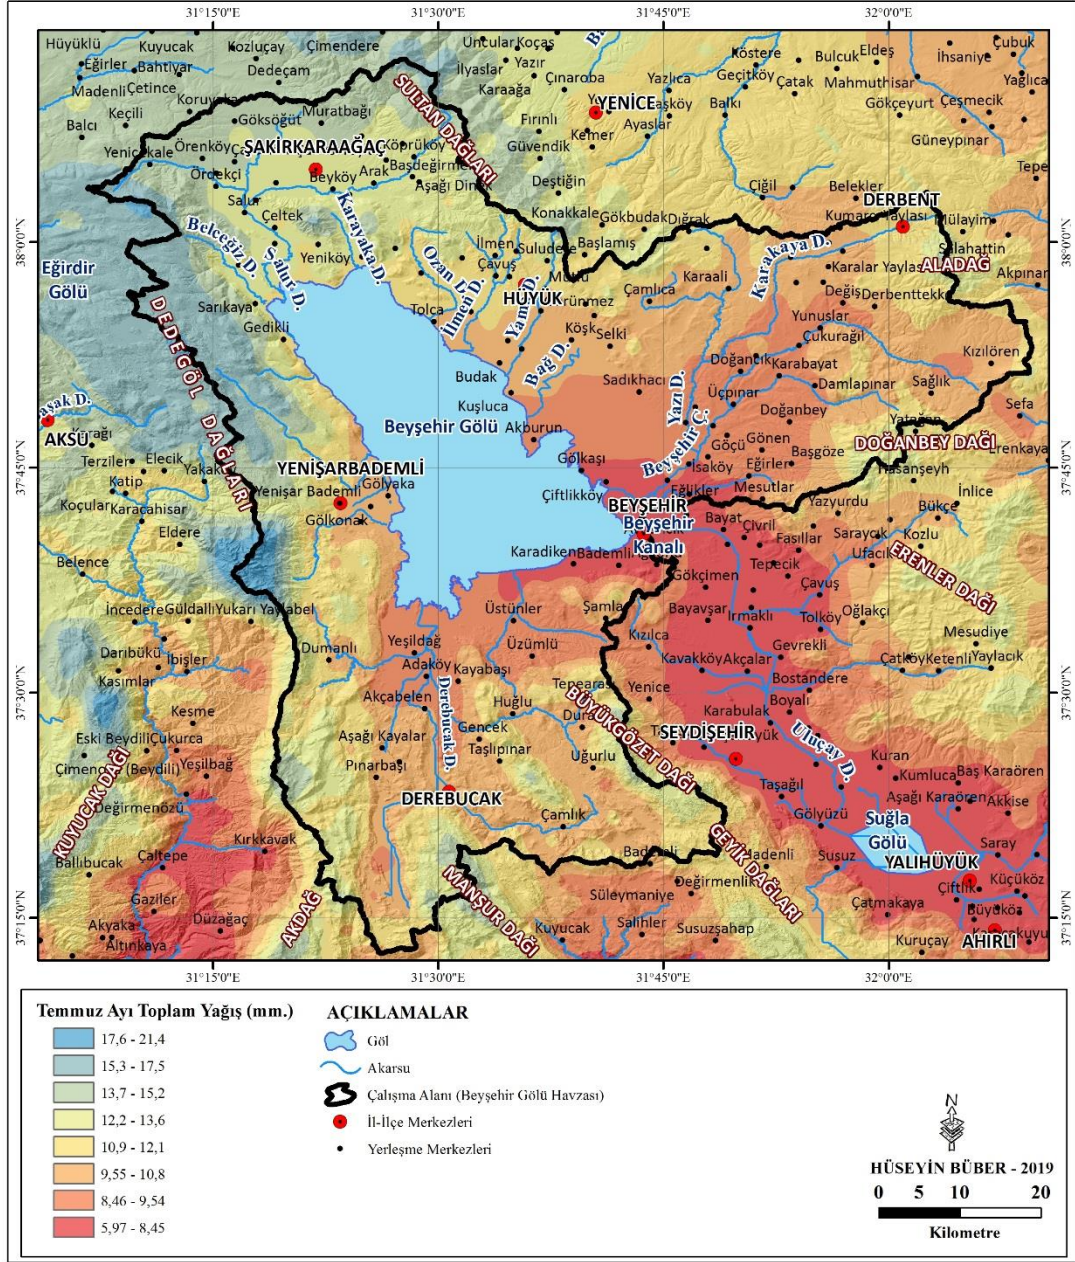 31°15'0"E 31°30'0"E 31°45'0"E 32°0'0"E
Hüyüklü Kuyucak Kozluçay Çimendere
Uncular Koçaş
Eğirler Bahtiyar Dedeçam
İlyaslar Yazır
Köstere Bulcuk Eldeş Çubuk
İhsaniye
Madenli Çetince
Karaağa Çınaroba Yazlıca Geçitköy Çatak Mahmuthisar Yağlıca
Koruyaka Muratbağı
SULTAN DAĞLARI
YENİCE
Balkı
Gökçeyurt Çeşmecik
Balcı Keçili Göksöğüt
Fırınlı Kemer Ayaslar
Güneypınar
Yenicekale Örenköy
ŞAKİRKARAAĞAÇ
Köprüköy
Güvendik
Ördekçi Beyköy Arak
Aşağı Dinek
Deştiğin
Çiğil Belekler
Salur Çeltek
Karayaka D.
Konakkale Gökbudak Dığrak
DERBENT
Kumaro Yaylası Mülayim
38°0'0"N
Belceğiz D.
Salur D.
Yeniköy
Ozan D.
İlmen
Çavuş
Suludere Başlamış
Karakaya D.
Salahattin
ALADAĞ
Eğirdir
Gölü
HÜYÜK
Karaali
Çamlıca
Akpınar
Değiş Derbenttekke
DEDEGÖL DAĞLARI
Sarıkaya
Gedikli
Tolca
İlmen D.
Köşk Selki
Yunuslar
Çukurağıl
Kızılören
Budak
Bağ D.
Sadıkhacı
Doğancık Karabayat
Üçpınar Damlapınar Sağlık
Kuşluca
Yazı D.
Doğanbey
Sefa
AKSU
Beyşehir Gölü
Akburun
Beyşehir Ç.
Göçü Gönen
DOĞANBEY DAĞI
Terziler Elecik
YENİŞARBADEMLİ
Gölkaşı
İsaköy Eğirler Başgöze
37°45'0"N
Katip
Yenişar Bademli Gölyaka
Çiftlikköy
Eğlikler Mesutlar
İnlice
Koçular Karacahisar
Gölkonak
BEYŞEHİR
Yazyurdu Bükçe
Eldere
Beyşehir
Kanalı
Bayat Çivril
Fasıllar
Sarayçık Kozlu
Ufacık
Belence
Karadiken Bademli
Tepecik
ERENLER DAĞI
Gökçimen
Çavuş
İncedere Güldallı Yukarı Yaylabel
Üstünler
Bayavşar Irmaklı Tolköy Oğlakçı
Mesudiye
Darıbükü İbişler
Dumanlı
Yeşildağ Üzümlü
Kızılca
Gevrekli
Kasımlar
Adaköy Kayabaşı
Kavakköy Akçalar
Çatköy Ketenli Yaylacık
37°30'0"N
Akçabelen
Derebucak D.
Huğlu
BÜYÜKGÖZET DAĞI
Yenice
Bostandere
Boyalı
Keşme
Karabulak
Eski Beydili Çukurca
Aşağı Kayalar
Gencek
SEYDİŞEHİR
Uluçay D.
KUYUCAK DAĞI
Çimenova (Beydili) Yeşilbağ
Pınarbaşı
Taşlıpınar
Uğurlu
Kuran
Kumluca Baş Karaören
Değirmenözü
DEREBUCAK
Taşağıl
Aşağı Karaören Akkise
Çamlık
Gölyüzü
Kırkkavak
Suğla
Gölü
Saray
Ballıbucak Çaltepe
GEYİK DAĞLARI
Susuz
YALIHÜYÜK
Gaziler
AKDAĞ
MANSUR DAĞI
Değirmenlik
Süleymaniye
Çiftlik Küçüköz
37°15'0"N
Akyaka Düzağaç
Salihler
Çatmakaya
Büyüköz
Altınkaya
Kuyucak Susuzşahap
Kuruçay AHIRLI
31°15'0"E 31°30'0"E 31°45'0"E 32°0'0"E
Temmuz Ayı Toplam Yağış (mm.)
17,6 - 21,4
15,3 - 17,5
13,7 - 15,2
12,2 - 13,6
10,9 - 12,1
9,55 - 10,8
8,46 - 9,54
5,97 - 8,45
AÇIKLAMALAR
Göl
Akarsu
Çalışma Alanı (Beyşehir Gölü Havzası)
İl-İlçe Merkezleri
Yerleşme Merkezleri
N
HÜSEYİN BÜBER - 2019
0 5 10 20
Kilometre